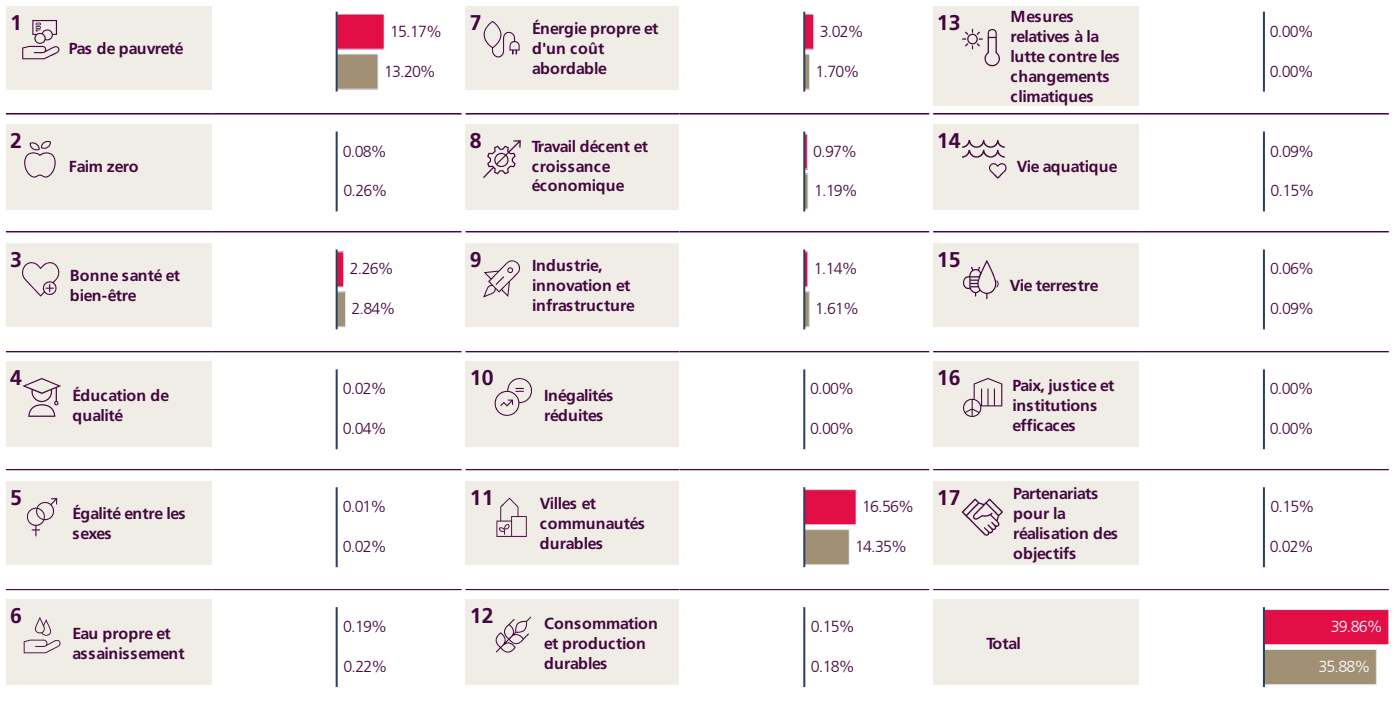 1
Pas de pauvreté
15.17%
13.20%
2
Faim zero
0.08%
0.26%
3
Bonne santé et
bien-être
2.26%
2.84%
4
Éducation de
qualité
0.02%
0.04%
5
Égalité entre les
sexes
0.01%
0.02%
6
Eau propre et
assainissement
0.19%
0.22%
7
Énergie propre et
d'un coût
abordable
3.02%
1.70%
8
Travail décent et
croissance
économique
0.97%
1.19%
9
Industrie,
innovation et
infrastructure
1.14%
1.61%
10
Inégalités
réduites
0.00%
0.00%
11
Villes et
communautés
durables
16.56%
14.35%
12
Consommation
et production
durables
0.15%
0.18%
13
Mesures
relatives à la
lutte contre les
changements
climatiques
0.00%
0.00%
14
Vie aquatique
0.09%
0.15%
15
Vie terrestre
0.06%
0.09%
16
Paix, justice et
institutions
efficaces
0.00%
0.00%
17
Partenariats
pour la
réalisation des
objectifs
0.15%
0.02%
Total
39.86%
35.88%